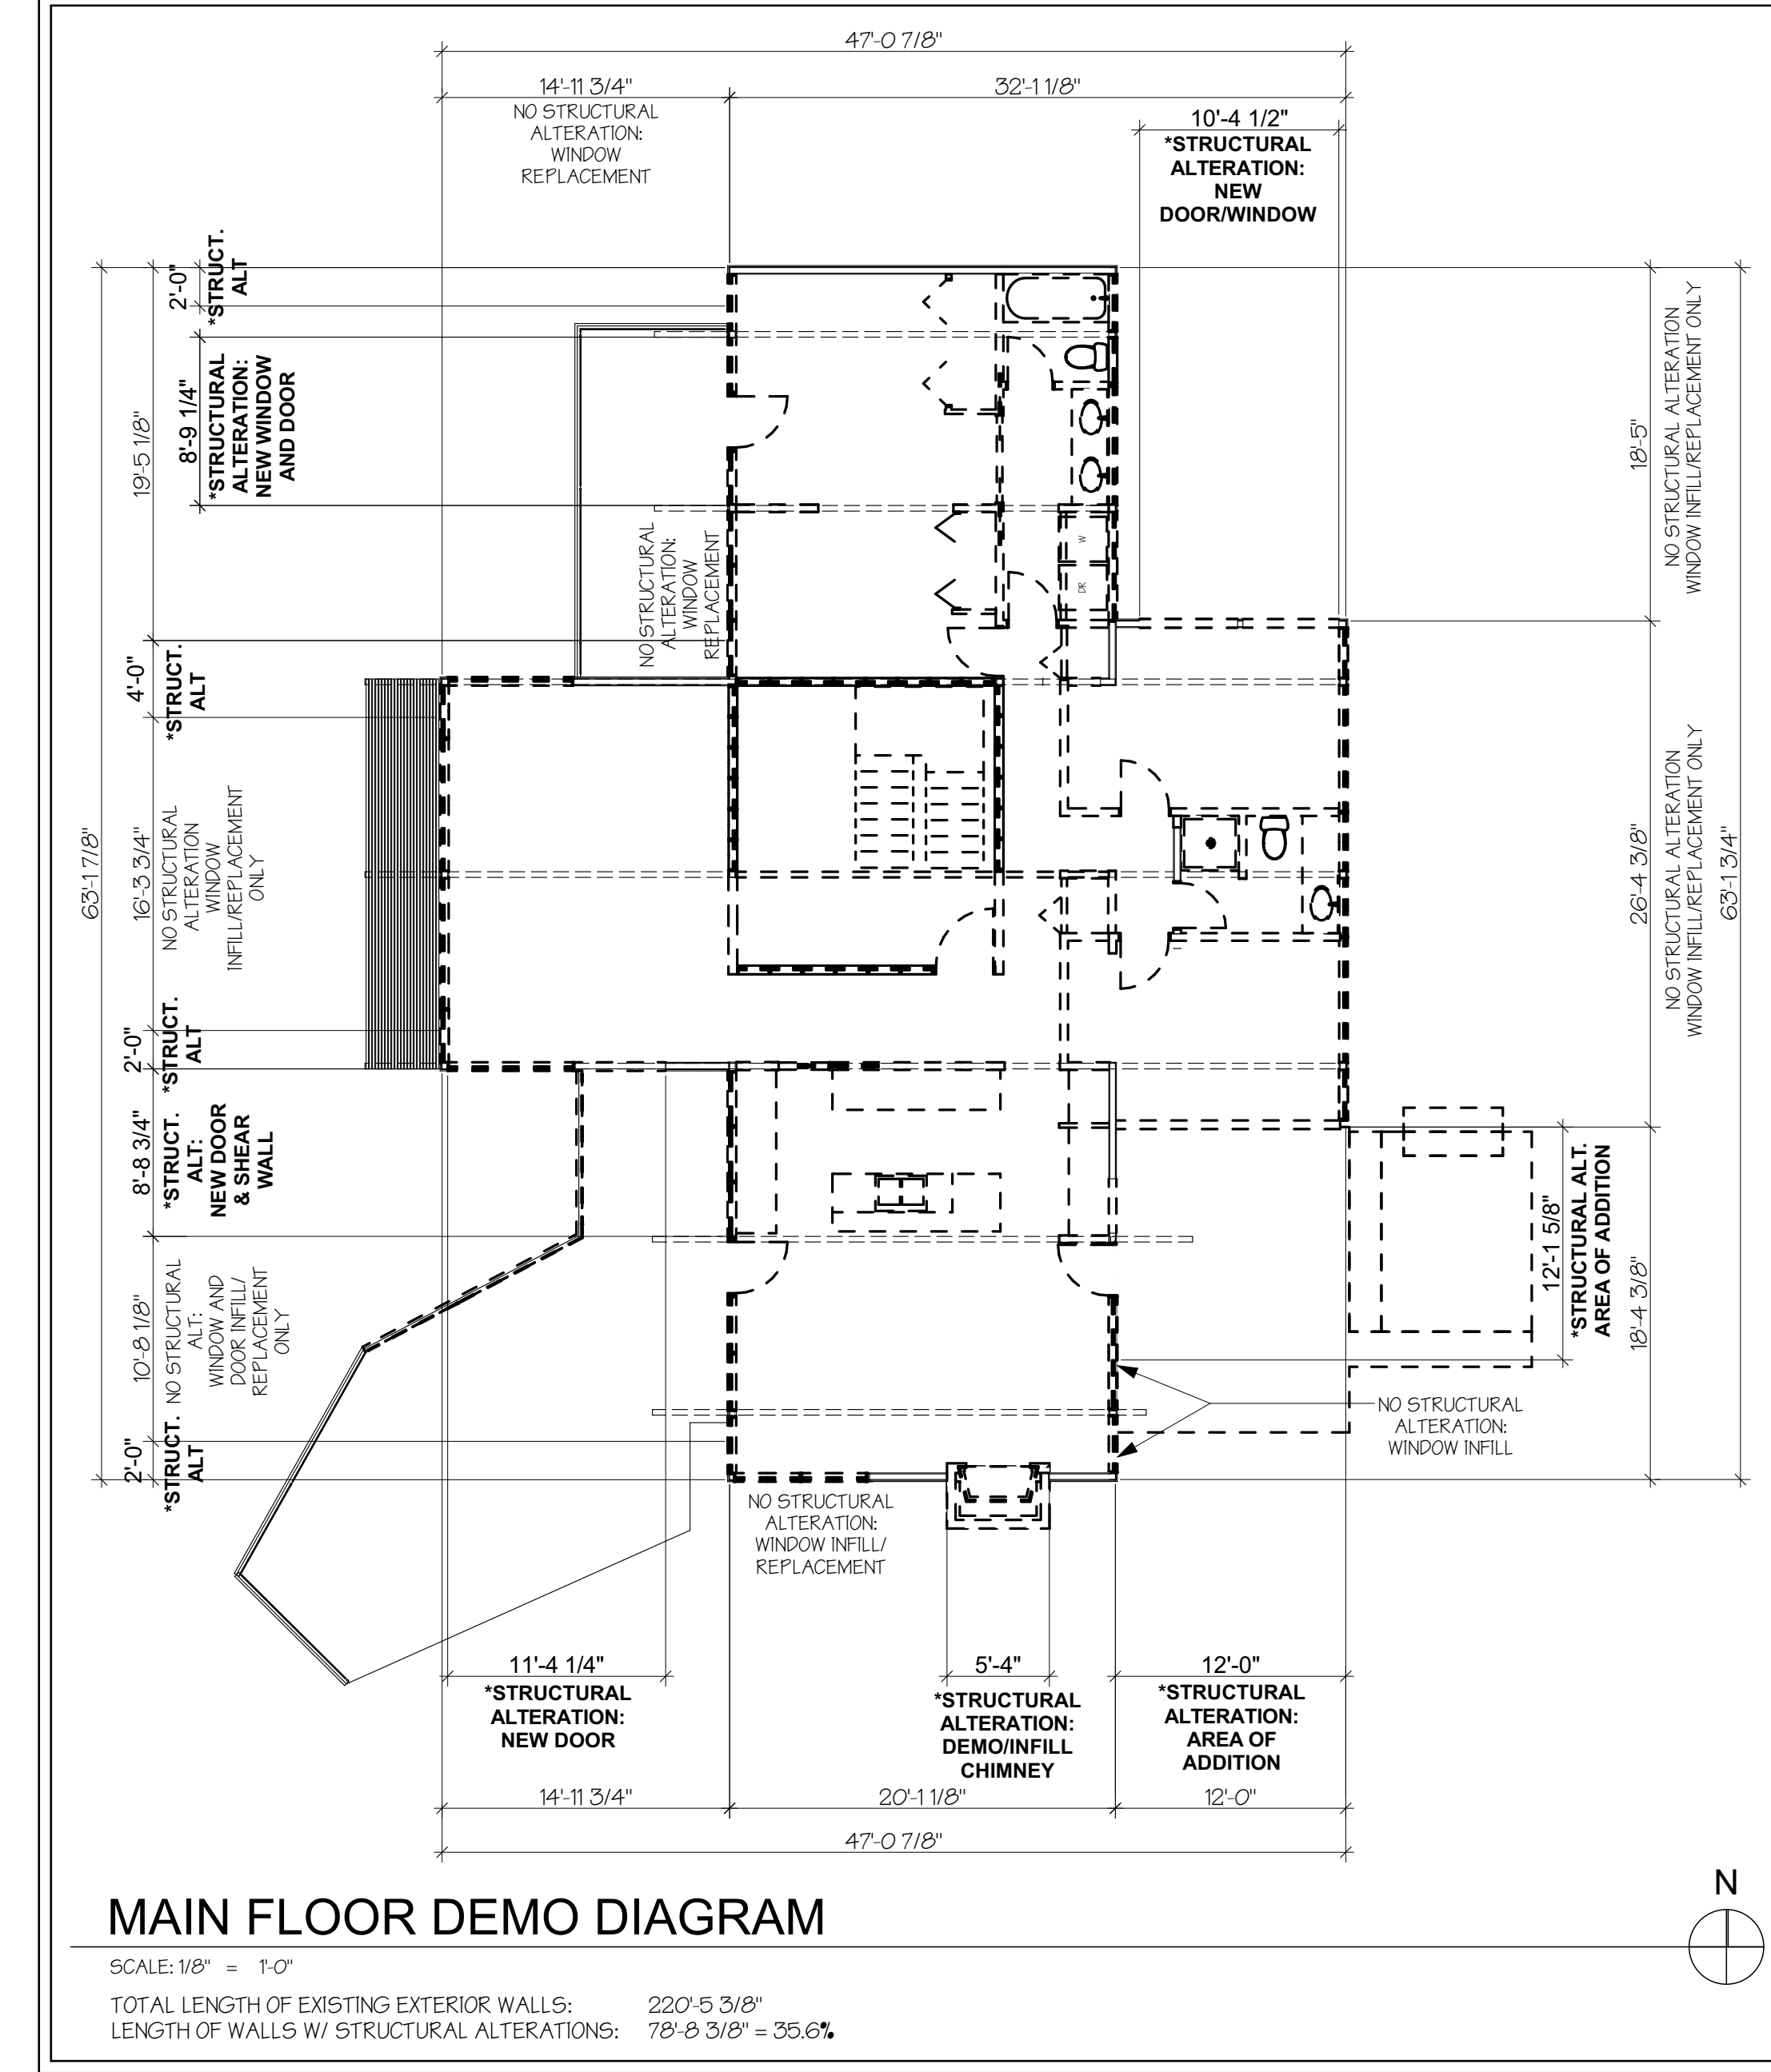 47'-0 7/8"
14'-11 3/4"
32'-1 1/8"
NO STRUCTURAL
ALTERATION:
WINDOW
REPLACEMENT
10'-4 1/2"
*STRUCTURAL
ALTERATION:
NEW
DOOR/WINDOW
2'-0"
*STRUCT.
ALT
8'-9 1/4"
*STRUCTURAL
ALTERATION:
NEW WINDOW
AND DOOR
19'-5 1/8"
4'-0"
*STRUCT.
ALT
63'-1 7/8"
16'-3 3/4"
NO STRUCTURAL
ALTERATION
WINDOW
INFILL/REPLACEMENT
ONLY
2'-0"
*STRUCT.
ALT
8'-8 3/4"
*STRUCT.
ALT:
NEW DOOR
& SHEAR
WALL
10'-8 1/8"
NO STRUCTURAL
ALT:
WINDOW AND
DOOR INFILL/
REPLACEMENT
ONLY
2'-0"
*STRUCT.
ALT
NO STRUCTURAL
ALTERATION:
WINDOW
REPLACEMENT
W
DR
18'-5"
NO STRUCTURAL ALTERATION
WINDOW INFILL/REPLACEMENT ONLY
26'-4 3/8"
NO STRUCTURAL ALTERATION
WINDOW INFILL/REPLACEMENT ONLY
63'-1 3/4"
12'-1 5/8"
*STRUCTURAL ALT.
AREA OF ADDITION
18'-4 3/8"
NO STRUCTURAL
ALTERATION:
WINDOW INFILL
NO STRUCTURAL
ALTERATION:
WINDOW INFILL/
REPLACEMENT
11'-4 1/4"
*STRUCTURAL
ALTERATION:
NEW DOOR
5'-4"
*STRUCTURAL
ALTERATION:
DEMO/INFILL
CHIMNEY
12'-0"
*STRUCTURAL
ALTERATION:
AREA OF
ADDITION
14'-11 3/4"
20'-1 1/8"
12'-0"
47'-0 7/8"
N
MAIN FLOOR DEMO DIAGRAM
SCALE: 1/8" = 1'-0"
TOTAL LENGTH OF EXISTING EXTERIOR WALLS: 220'-5 3/8"
LENGTH OF WALLS W/ STRUCTURAL ALTERATIONS: 78'-8 3/8" = 35.6%